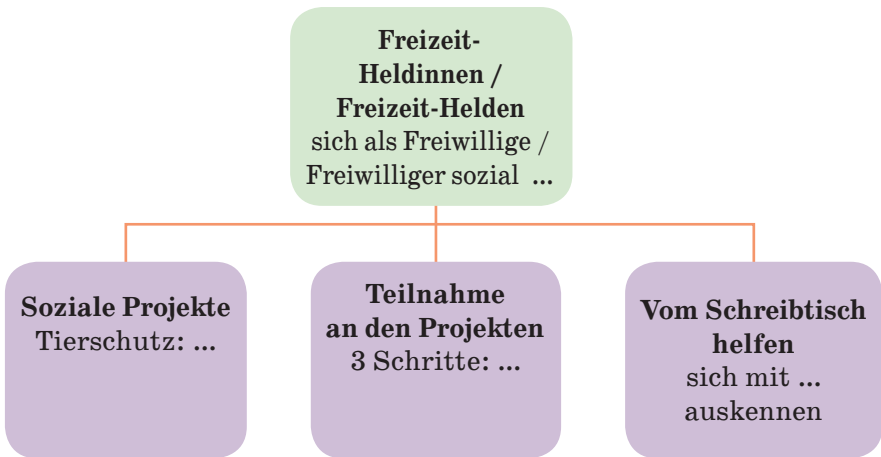 Freizeit-
Heldinnen /
Freizeit-Helden
sich als Freiwillige /
Freiwilliger sozial ...
Soziale Projekte
Tierschutz: ...
Teilnahme
an den Projekten
3 Schritte: ...
Vom Schreibtisch
helfen
sich mit ...
auskennen